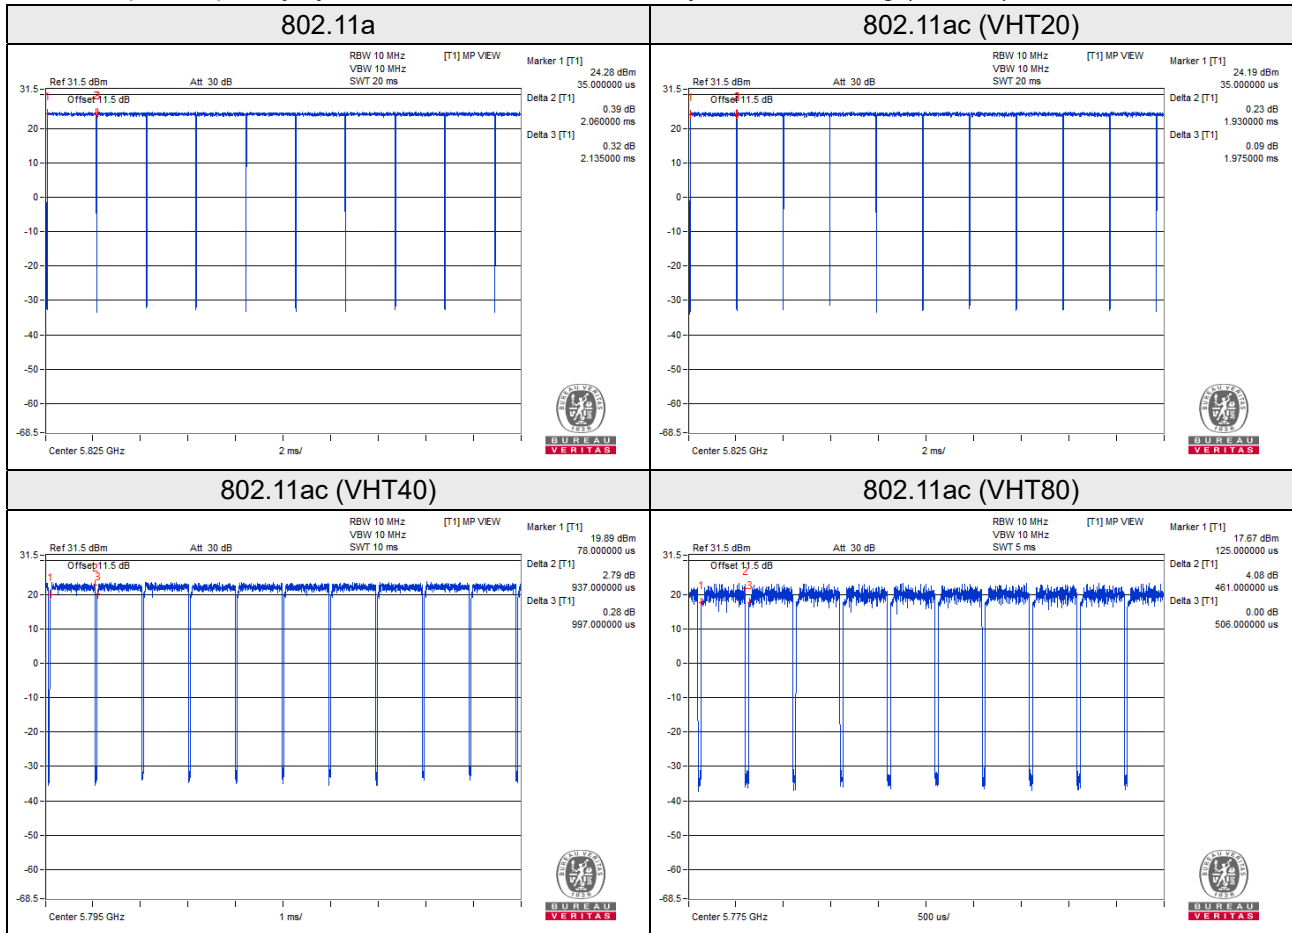 802.11a
RBW 10 MHz [T1] MP VIEW
VBW 10 MHz
Ref 31.5 dBm Att 30 dB SWT 20 ms
Marker 1 [T1]
24.28 dBm
35.000000 us
Delta 2 [T1]
0.39 dB
2.060000 ms
Delta 3 [T1]
0.32 dB
2.135000 ms
31.5
Offset 11.5 dB
1
3
20
10
0
-10
-20
-30
-40
-50
-60
-68.5
Center 5.825 GHz 2 ms/
BUREAU
VERITAS
802.11ac (VHT20)
RBW 10 MHz [T1] MP VIEW
VBW 10 MHz
Ref 31.5 dBm Att 30 dB SWT 20 ms
Marker 1 [T1]
24.19 dBm
35.000000 us
Delta 2 [T1]
0.23 dB
1.930000 ms
Delta 3 [T1]
0.09 dB
1.975000 ms
31.5
Offset 11.5 dB
1
3
20
10
0
-10
-20
-30
-40
-50
-60
-68.5
Center 5.825 GHz 2 ms/
BUREAU
VERITAS
802.11ac (VHT40)
RBW 10 MHz [T1] MP VIEW
VBW 10 MHz
Ref 31.5 dBm Att 30 dB SWT 10 ms
Marker 1 [T1]
19.89 dBm
78.000000 us
Delta 2 [T1]
2.79 dB
937.000000 us
Delta 3 [T1]
0.28 dB
997.000000 us
31.5
Offset 11.5 dB
1
3
20
10
0
-10
-20
-30
-40
-50
-60
-68.5
Center 5.795 GHz 1 ms/
BUREAU
VERITAS
802.11ac (VHT80)
RBW 10 MHz [T1] MP VIEW
VBW 10 MHz
Ref 31.5 dBm Att 30 dB SWT 5 ms
Marker 1 [T1]
17.67 dBm
125.000000 us
Delta 2 [T1]
4.08 dB
461.000000 us
Delta 3 [T1]
0.00 dB
506.000000 us
31.5
Offset 11.5 dB
2
1
3
20
10
0
-10
-20
-30
-40
-50
-60
-68.5
Center 5.775 GHz 500 us/
BUREAU
VERITAS